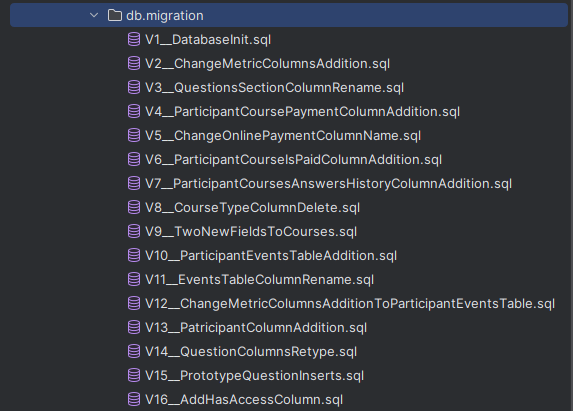 db.migration
V1__DatabaseInit.sql
V2__ChangeMetricColumnsAddition.sql
V3__QuestionsSectionColumnRename.sql
V4__ParticipantCoursePaymentColumnAddition.sql
V5__ChangeOnlinePaymentColumnName.sql
V6__ParticipantCourseIsPaidColumnAddition.sql
V7__ParticipantCoursesAnswersHistoryColumnAddition.sql
V8__CourseTypeColumnDelete.sql
V9__TwoNewFieldsToCourses.sql
V10__ParticipantEventsTableAddition.sql
V11__EventsTableColumnRename.sql
V12__ChangeMetricColumnsAdditionToParticipantEventsTable.sql
V13__PatricipantColumnAddition.sql
V14__QuestionColumnsRetype.sql
V15__PrototypeQuestionInserts.sql
V16__AddHasAccessColumn.sql